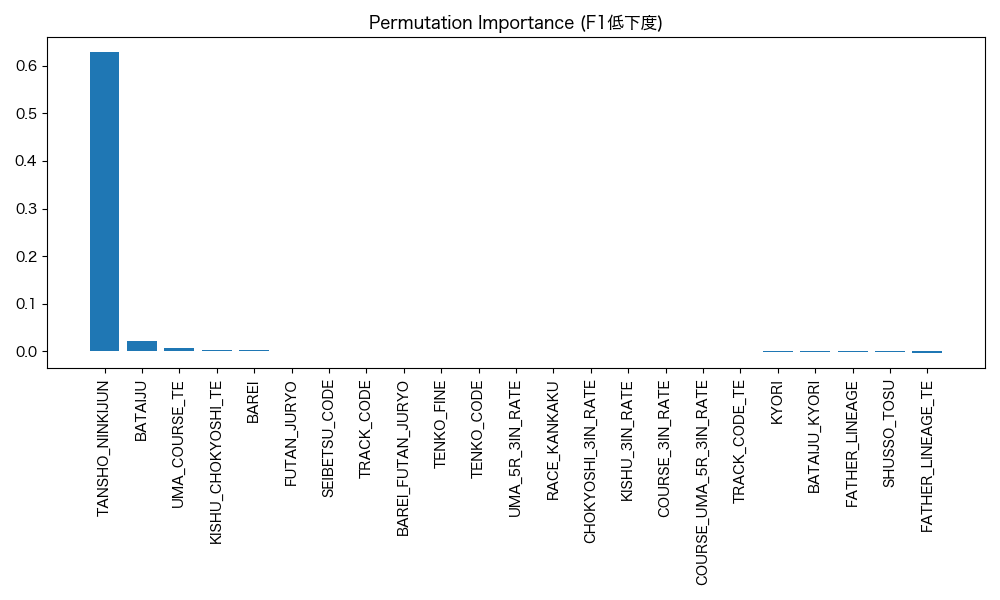 Permutation Importance (F1低下度)
0.6
0.5
0.4
0.3
0.2
0.1
0.0
TANSHO_NINKIJUN
BATAIJU
UMA_COURSE_TE
KISHU_CHOKYOSHI_TE
BAREI
FUTAN_JURYO
SEIBETSU_CODE
TRACK_CODE
BAREI_FUTAN_JURYO
TENKO_FINE
TENKO_CODE
UMA_5R_3IN_RATE
RACE_KANKAKU
CHOKYOSHI_3IN_RATE
KISHU_3IN_RATE
COURSE_3IN_RATE
COURSE_UMA_5R_3IN_RATE
TRACK_CODE_TE
KYORI
BATAIJU_KYORI
FATHER_LINEAGE
SHUSSO_TOSU
FATHER_LINEAGE_TE